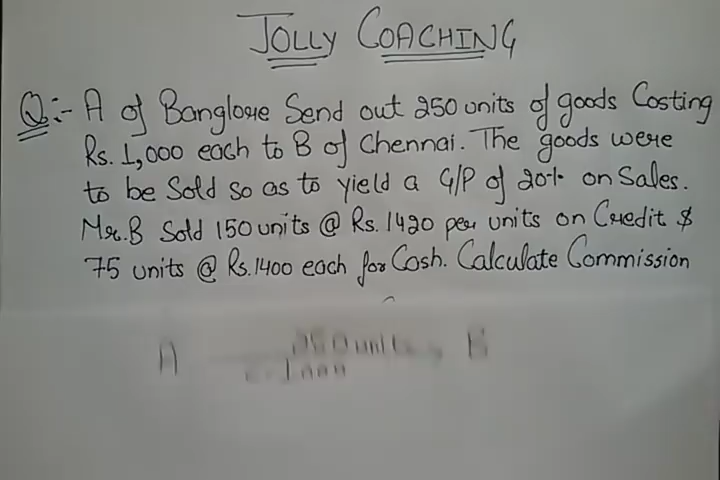 JOLLY COACHING
Q:- A of Banglore Send out 250 units of goods Costing
Rs. 1,000 each to B of Chennai. The goods were
to be Sold so as to yield a G/P of 20% on Sales.
Mr. B Sold 150 units @ Rs. 1420 per units on Credit &
75 units @ Rs. 1400 each for Cash. Calculate Commission
A 250 units B